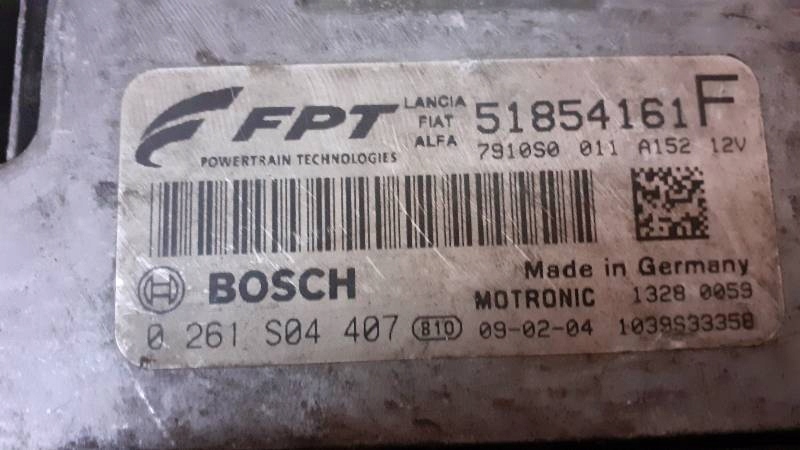 FPT
POWERTRAIN TECHNOLOGIES
LANCIA
FIAT
ALFA
51854161 F
7910S0 011 A152 12V
BOSCH
Made in Germany
MOTRONIC 1328 0059
0 261 S04 407 810 09-02-04 1039S33358